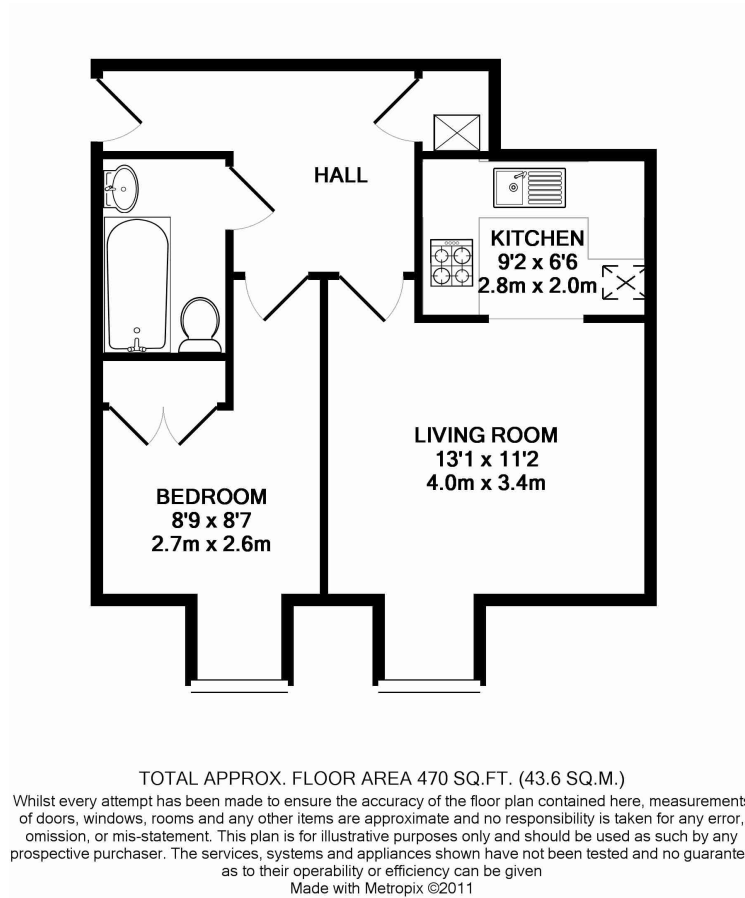 HALL
KITCHEN
9'2 x 6'6
2.8m x 2.0m
LIVING ROOM
13'1 x 11'2
4.0m x 3.4m
BEDROOM
8'9 x 8'7
2.7m x 2.6m
TOTAL APPROX. FLOOR AREA 470 SQ.FT. (43.6 SQ.M.)
Whilst every attempt has been made to ensure the accuracy of the floor plan contained here, measurements
of doors, windows, rooms and any other items are approximate and no responsibility is taken for any error,
omission, or mis-statement. This plan is for illustrative purposes only and should be used as such by any
prospective purchaser. The services, systems and appliances shown have not been tested and no guarantee
as to their operability or efficiency can be given
Made with Metropix ©2011